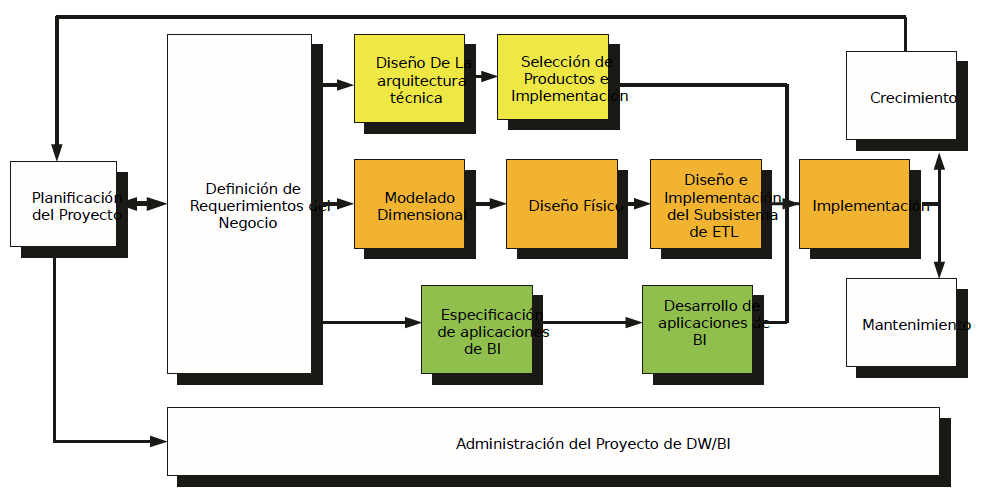 Planificación
del Proyecto
Definición de
Requerimientos del
Negocio
Diseño De La
arquitectura
técnica
Selección de
Productos e
Implementación
Modelado
Dimensional
Diseño Físico
Diseño e
Implementación
del Subsistema
de ETL
Implementación
Especificación
de aplicaciones
de BI
Desarrollo de
aplicaciones de
BI
Crecimiento
Mantenimiento
Administración del Proyecto de DW/BI